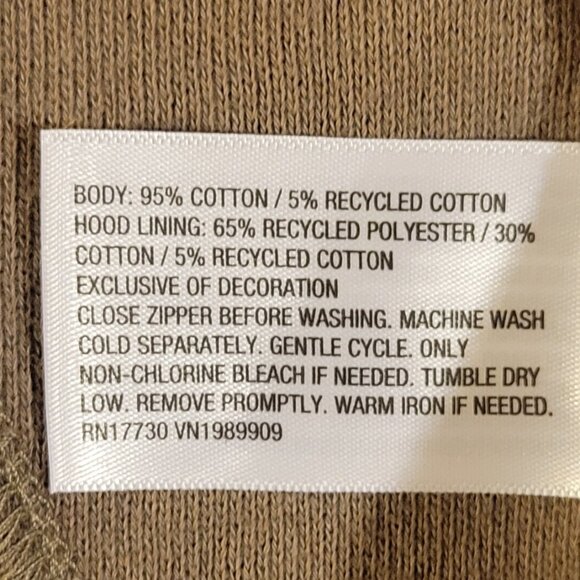 BODY: 95% COTTON / 5% RECYCLED COTTON
HOOD LINING: 65% RECYCLED POLYESTER / 30%
COTTON / 5% RECYCLED COTTON
EXCLUSIVE OF DECORATION
CLOSE ZIPPER BEFORE WASHING. MACHINE WASH
COLD SEPARATELY. GENTLE CYCLE. ONLY
NON-CHLORINE BLEACH IF NEEDED. TUMBLE DRY
LOW. REMOVE PROMPTLY. WARM IRON IF NEEDED.
RN17730 VN1989909